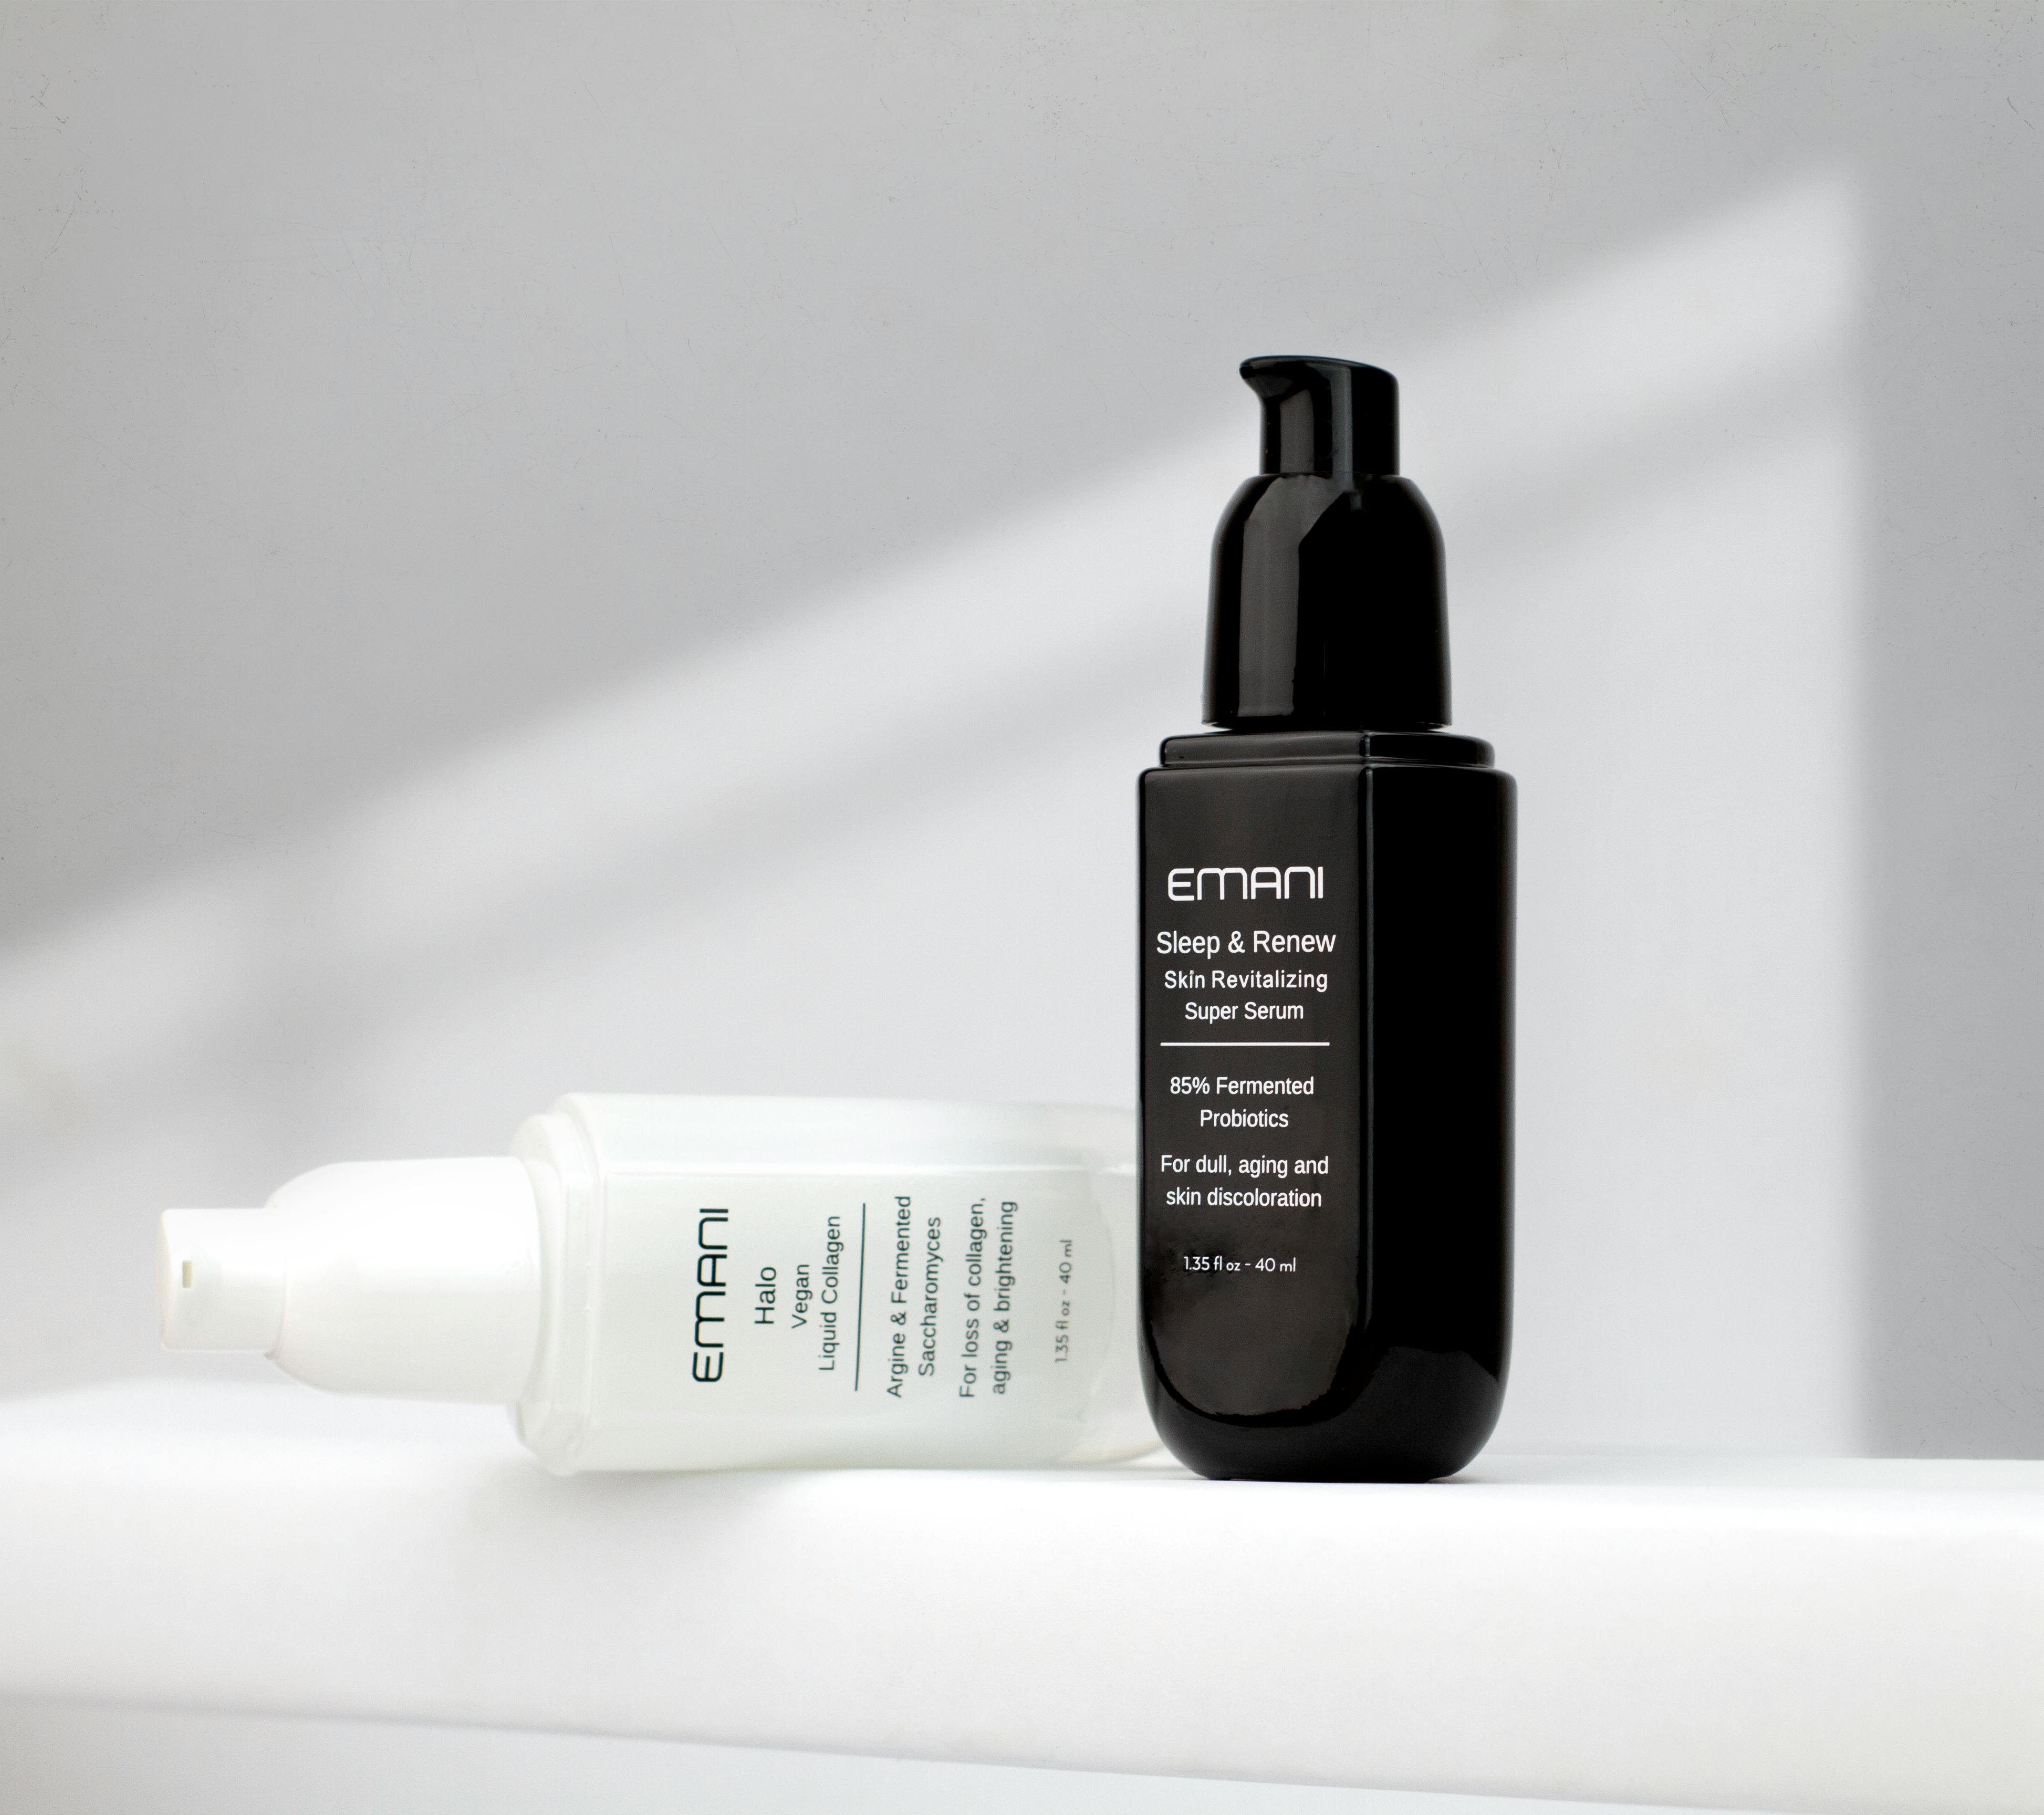 EMANI
Halo
Vegan
Liquid Collagen
Argine & Fermented
Saccharomyces
For loss of collagen,
aging & brightening
1.35 fl oz - 40 ml
EMANI
Sleep & Renew
Skin Revitalizing
Super Serum
85% Fermented
Probiotics
For dull, aging and
skin discoloration
1.35 fl oz - 40 ml